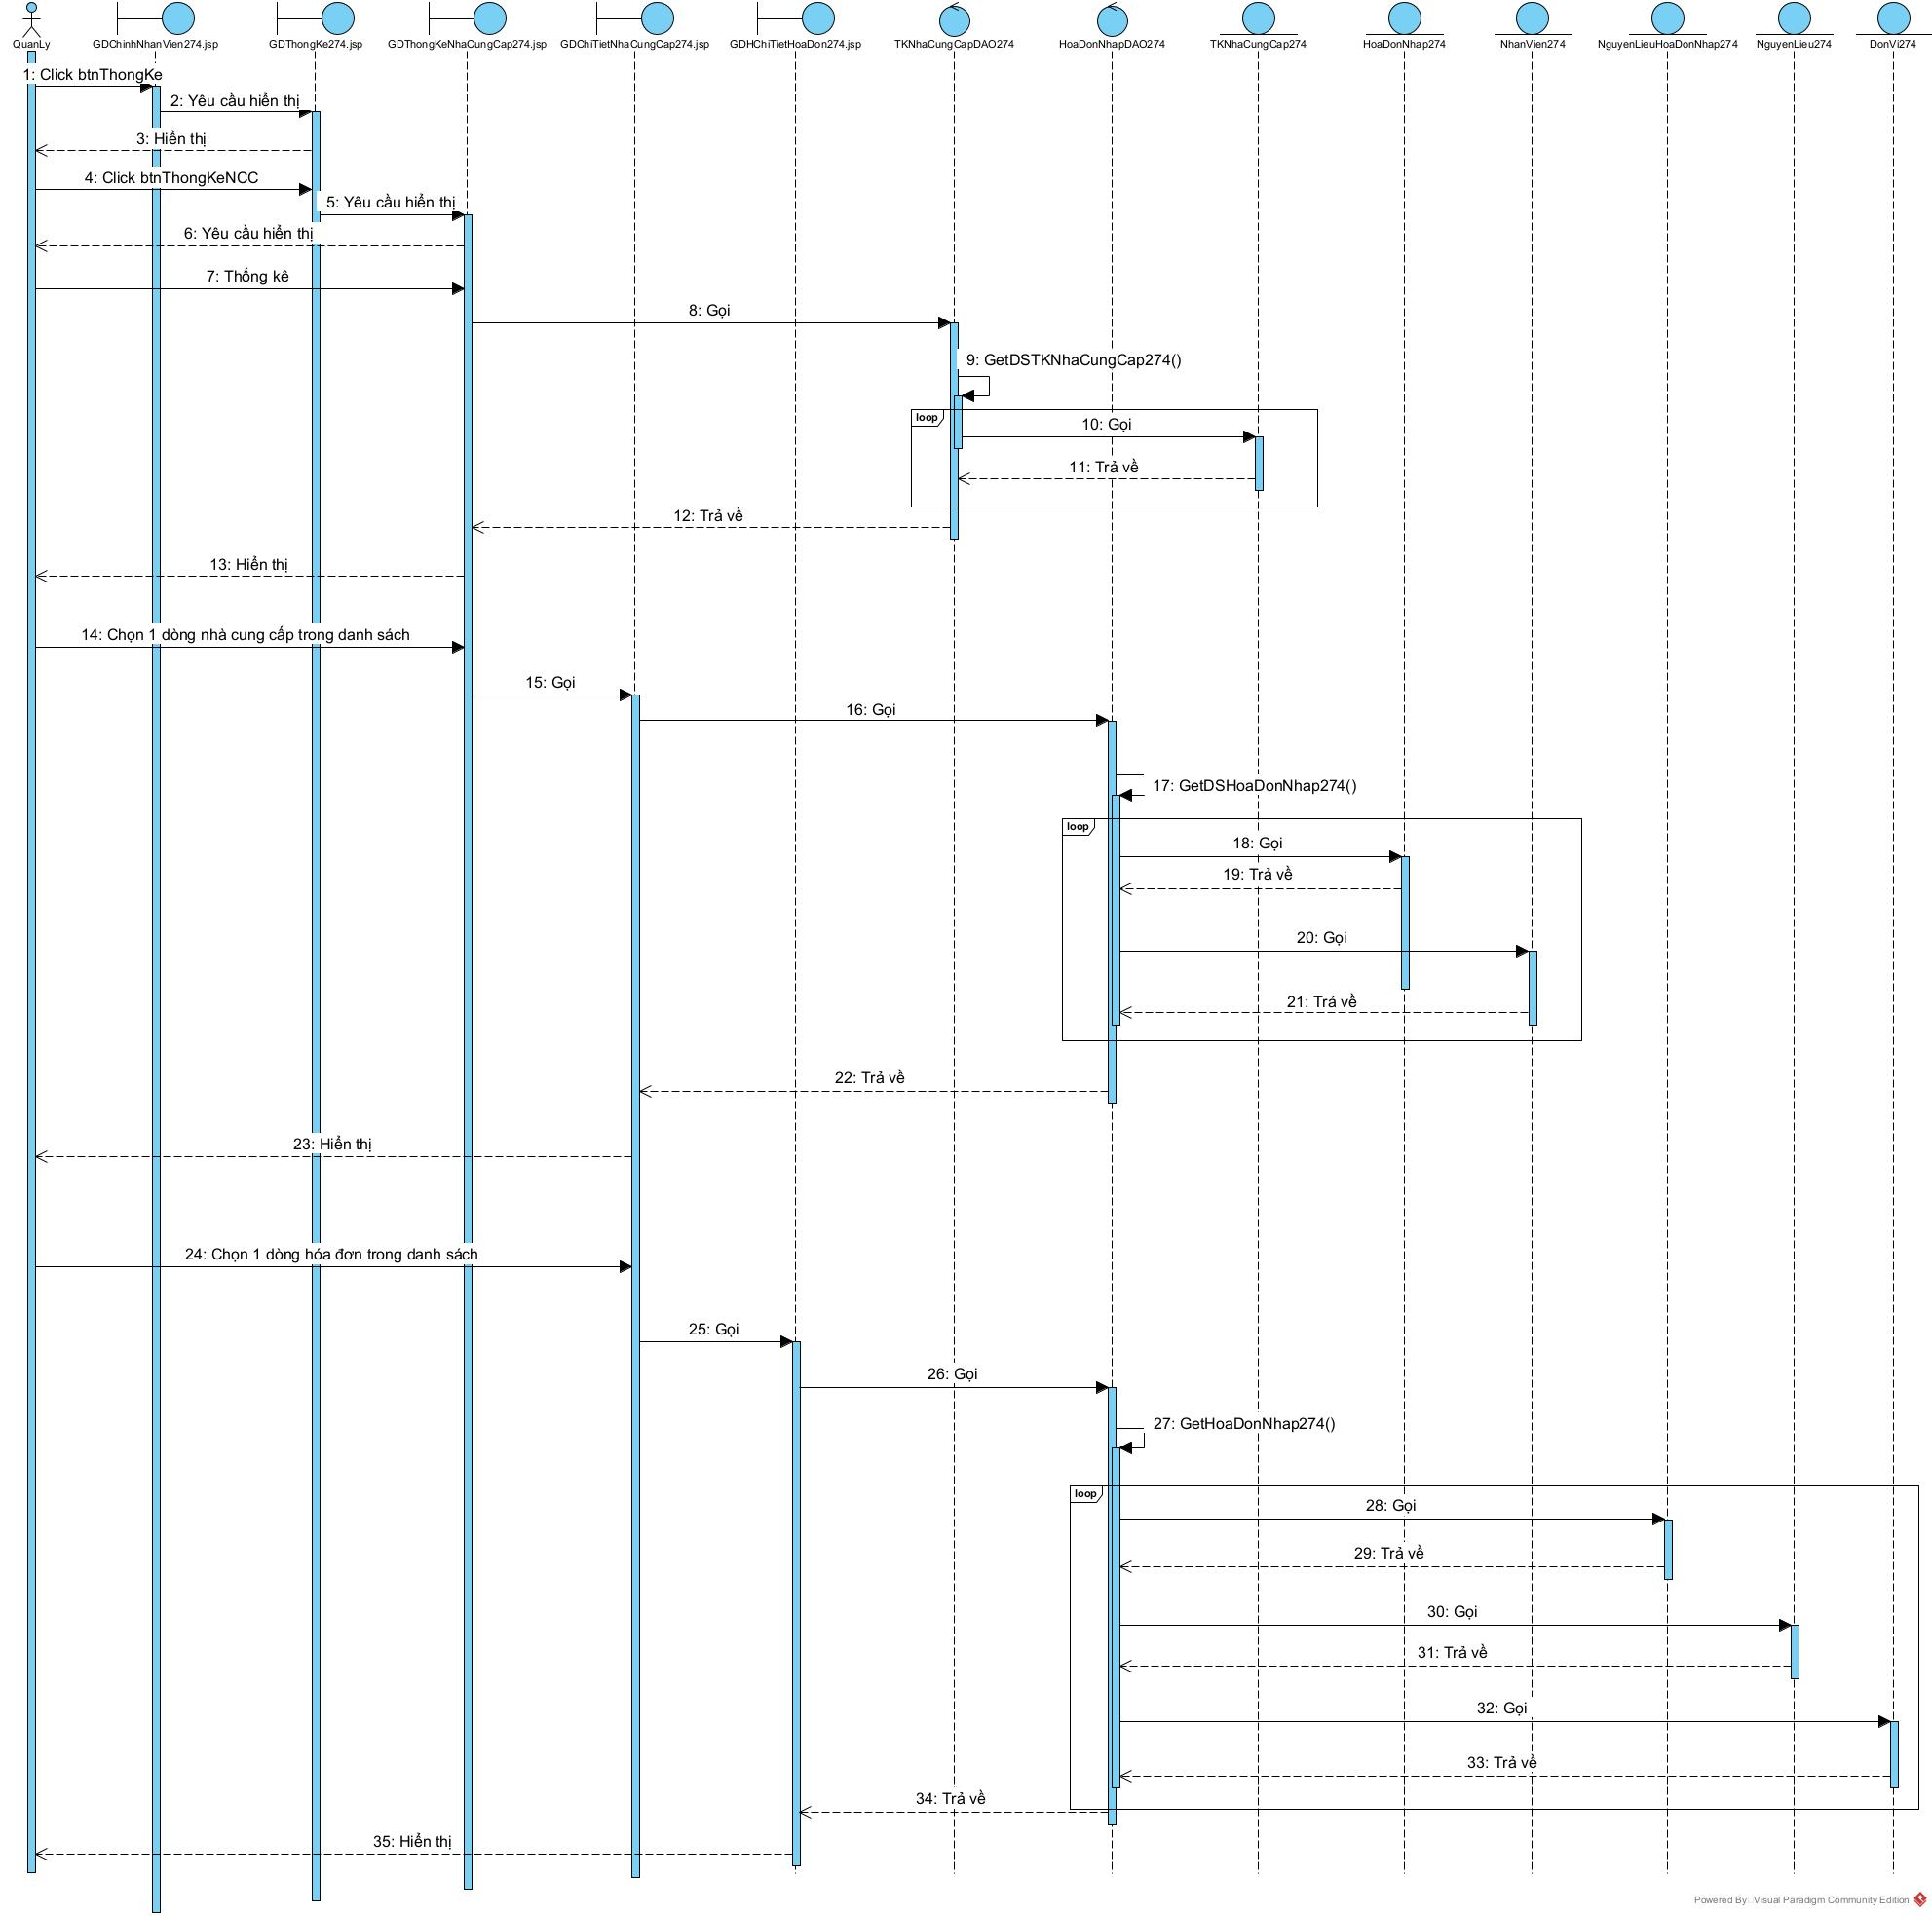 QuanLy
GDChinhNhanVien274.jsp
GDThongKe274.jsp
GDThongKeNhaCungCap274.jsp
GDChiTietNhaCungCap274.jsp
GDHChiTietHoaDon274.jsp
TKNhaCungCapDAO274
HoaDonNhapDAO274
TKNhaCungCap274
HoaDonNhap274
NhanVien274
NguyenLieuHoaDonNhap274
NguyenLieu274
DonVi274
1: Click btnThongKe
2: Yêu cầu hiển thị
3: Hiển thị
4: Click btnThongKeNCC
5: Yêu cầu hiển thị
6: Yêu cầu hiển thị
7: Thống kê
8: Gọi
9: GetDSTKNhaCungCap274()
loop
10: Gọi
11: Trả về
12: Trả về
13: Hiển thị
14: Chọn 1 dòng nhà cung cấp trong danh sách
15: Gọi
16: Gọi
17: GetDSHoaDonNhap274()
loop
18: Gọi
19: Trả về
20: Gọi
21: Trả về
22: Trả về
23: Hiển thị
24: Chọn 1 dòng hóa đơn trong danh sách
25: Gọi
26: Gọi
27: GetHoaDonNhap274()
loop
28: Gọi
29: Trả về
30: Gọi
31: Trả về
32: Gọi
33: Trả về
34: Trả về
35: Hiển thị
Powered By Visual Paradigm Community Edition